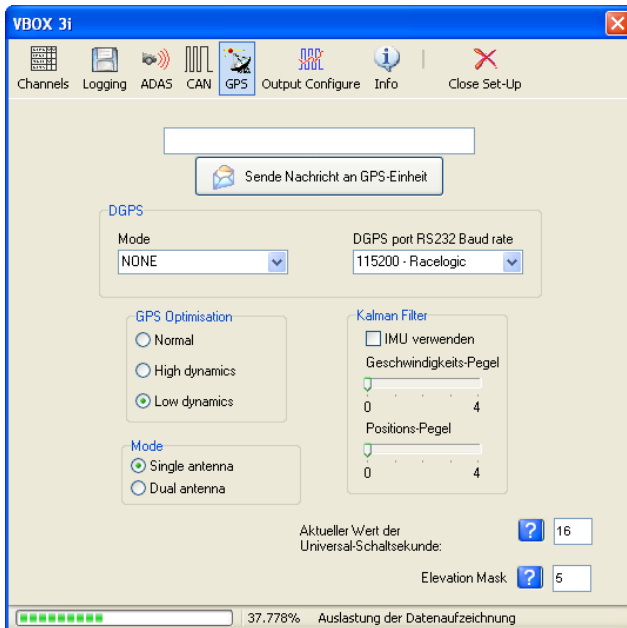 VBOX 3i
Channels Logging ADAS CAN GPS Output Configure Info Close Set-Up
Sende Nachricht an GPS-Einheit
DGPS
Mode
NONE
DGPS port RS232 Baud rate
115200 - Racelogic
GPS Optimisation
Normal
High dynamics
Low dynamics
Mode
Single antenna
Dual antenna
Kalman Filter
IMU verwenden
Geschwindigkeits-Pegel
0 4
Positions-Pegel
0 4
Aktueller Wert der
Universal-Schaltsekunde:
? 16
Elevation Mask ? 5
37.778% Auslastung der Datenaufzeichnung